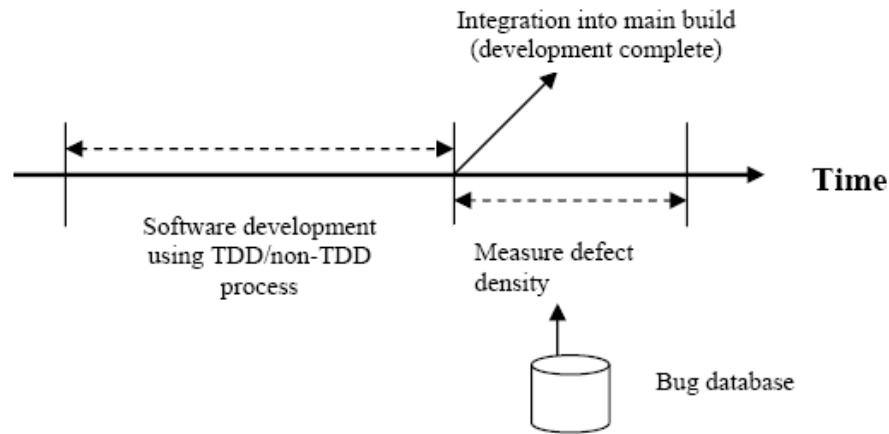 Integration into main build
(development complete)
Time
Software development
using TDD/non-TDD
process
Measure defect
density
Bug database